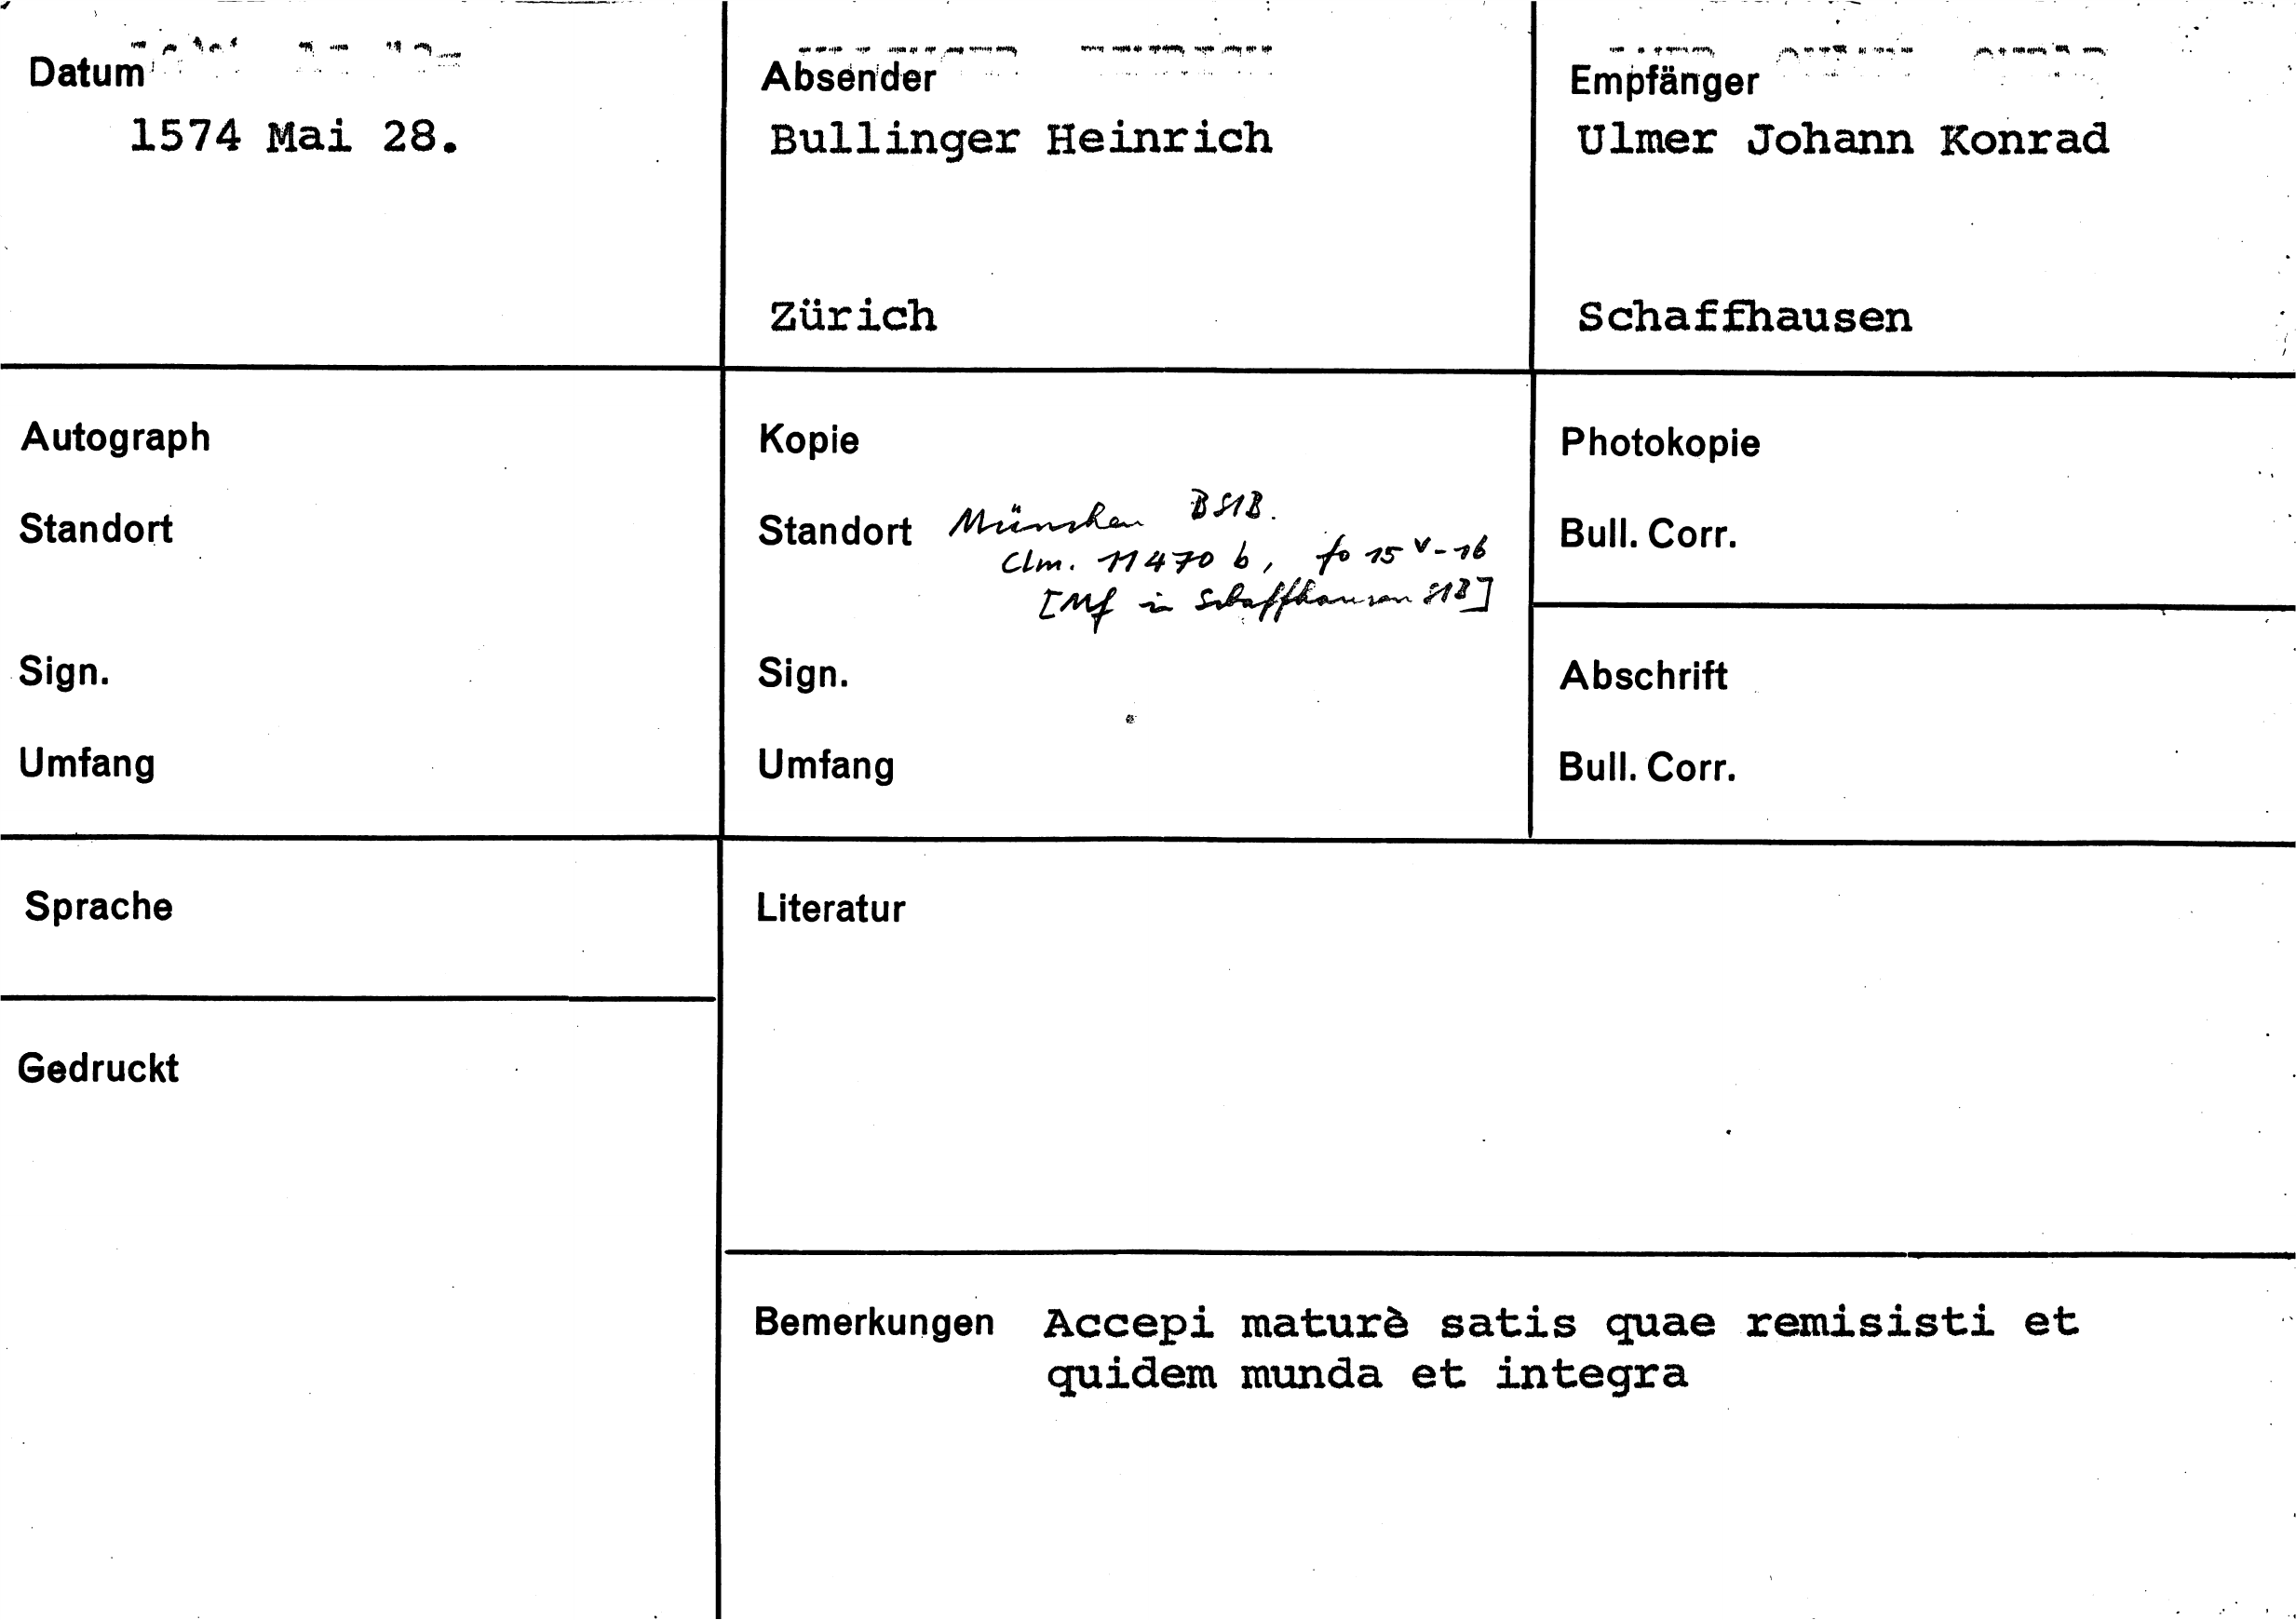 Datum
1574 Mai 28.
Absender
Bullinger Heinrich
Zürich
Empfänger
Ulmer Johann Konrad
Schaffhausen
Autograph
Standort
Sign.
Umfang
Kopie
Standort München BSB.
Clm. 11470 b, fo 15 v - 16
[Mf in Schaffhausen StB]
Sign.
Umfang
Photokopie
Bull. Corr.
Abschrift
Bull. Corr.
Sprache
Gedruckt
Literatur
Bemerkungen Accepi maturè satis quae remisisti et
quidem munda et integra